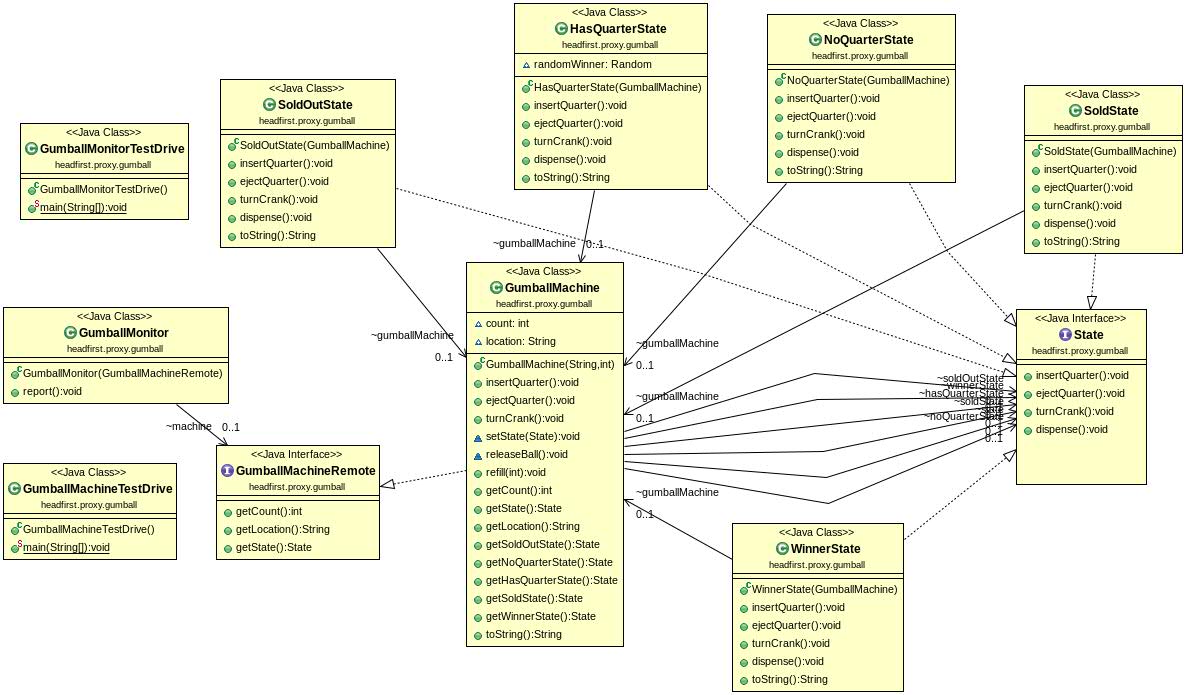 <<Java Class>>
HasQuarterState
headfirst.proxy.gumball
randomWinner: Random
HasQuarterState(GumballMachine)
insertQuarter():void
ejectQuarter():void
turnCrank():void
dispense():void
toString():String
<<Java Class>>
NoQuarterState
headfirst.proxy.gumball
NoQuarterState(GumballMachine)
insertQuarter():void
ejectQuarter():void
turnCrank():void
dispense():void
toString():String
<<Java Class>>
SoldOutState
headfirst.proxy.gumball
SoldOutState(GumballMachine)
insertQuarter():void
ejectQuarter():void
turnCrank():void
dispense():void
toString():String
<<Java Class>>
SoldState
headfirst.proxy.gumball
SoldState(GumballMachine)
insertQuarter():void
ejectQuarter():void
turnCrank():void
dispense():void
toString():String
<<Java Class>>
GumballMonitorTestDrive
headfirst.proxy.gumball
GumballMonitorTestDrive()
main(String[]):void
~gumballMachine 0..1
<<Java Class>>
GumballMachine
headfirst.proxy.gumball
count: int
location: String
GumballMachine(String,int)
insertQuarter():void
ejectQuarter():void
turnCrank():void
setState(State):void
releaseBall():void
refill(int):void
getCount():int
getState():State
getLocation():String
getSoldOutState():State
getNoQuarterState():State
getHasQuarterState():State
getSoldState():State
getWinnerState():State
toString():String
<<Java Class>>
GumballMonitor
headfirst.proxy.gumball
GumballMonitor(GumballMachineRemote)
report():void
~gumballMachine
0..1
~gumballMachine
0..1
~gumballMachine
0..1
<<Java Interface>>
State
headfirst.proxy.gumball
insertQuarter():void
ejectQuarter():void
turnCrank():void
dispense():void
~soldOutState
~winnerState
~hasQuarterState
~soldState
~state
~noQuarterState
0..1
0..1
0..1
~machine 0..1
<<Java Interface>>
GumballMachineRemote
headfirst.proxy.gumball
getCount():int
getLocation():String
getState():State
<<Java Class>>
GumballMachineTestDrive
headfirst.proxy.gumball
GumballMachineTestDrive()
main(String[]):void
~gumballMachine
0..1
<<Java Class>>
WinnerState
headfirst.proxy.gumball
WinnerState(GumballMachine)
insertQuarter():void
ejectQuarter():void
turnCrank():void
dispense():void
toString():String